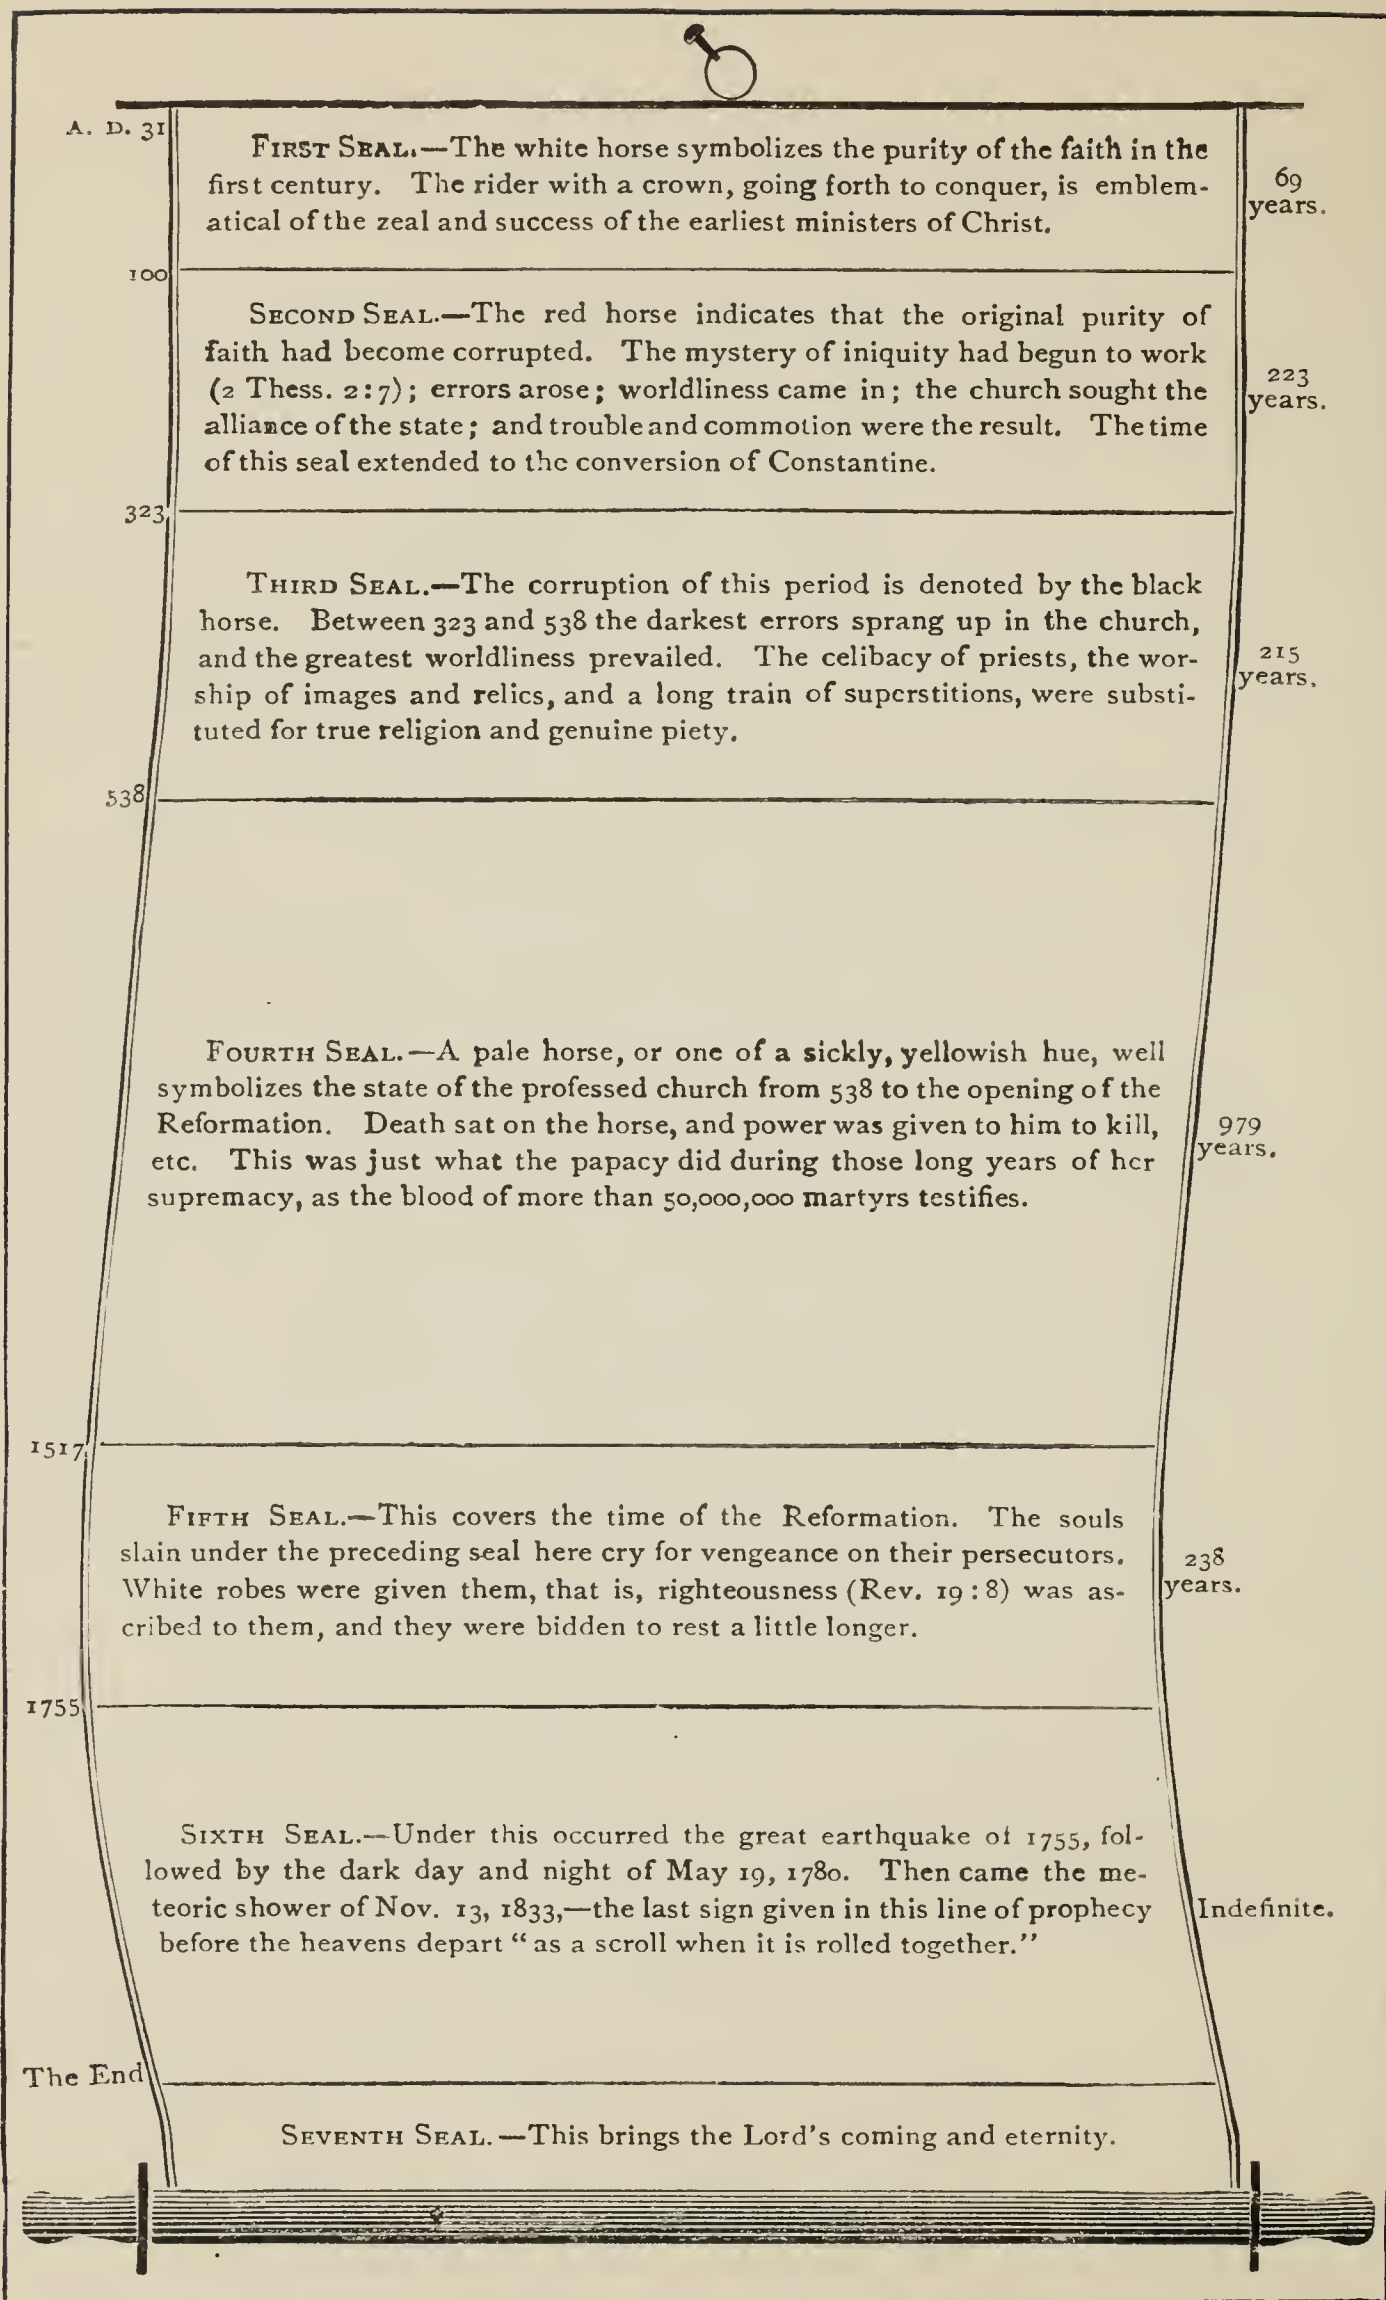 A. D. 31
FIRST SEAL.—The white horse symbolizes the purity of the faith in the
first century. The rider with a crown, going forth to conquer, is emblem-
atical of the zeal and success of the earliest ministers of Christ.
69
years.
100
SECOND SEAL.—The red horse indicates that the original purity of
faith had become corrupted. The mystery of iniquity had begun to work
(2 Thess. 2:7); errors arose; worldliness came in; the church sought the
alliance of the state; and trouble and commotion were the result. The time
of this seal extended to the conversion of Constantine.
223
years.
323
THIRD SEAL.—The corruption of this period is denoted by the black
horse. Between 323 and 538 the darkest errors sprang up in the church,
and the greatest worldliness prevailed. The celibacy of priests, the wor-
ship of images and relics, and a long train of superstitions, were substi-
tuted for true religion and genuine piety.
215
years.
538
FOURTH SEAL.—A pale horse, or one of a sickly, yellowish hue, well
symbolizes the state of the professed church from 538 to the opening of the
Reformation. Death sat on the horse, and power was given to him to kill,
etc. This was just what the papacy did during those long years of her
supremacy, as the blood of more than 50,000,000 martyrs testifies.
979
years.
1517
FIFTH SEAL.—This covers the time of the Reformation. The souls
slain under the preceding seal here cry for vengeance on their persecutors.
White robes were given them, that is, righteousness (Rev. 19:8) was as-
cribed to them, and they were bidden to rest a little longer.
238
years.
1755
SIXTH SEAL.—Under this occurred the great earthquake of 1755, fol-
lowed by the dark day and night of May 19, 1780. Then came the me-
teoric shower of Nov. 13, 1833,—the last sign given in this line of prophecy
before the heavens depart "as a scroll when it is rolled together."
Indefinite.
The End
SEVENTH SEAL.—This brings the Lord's coming and eternity.